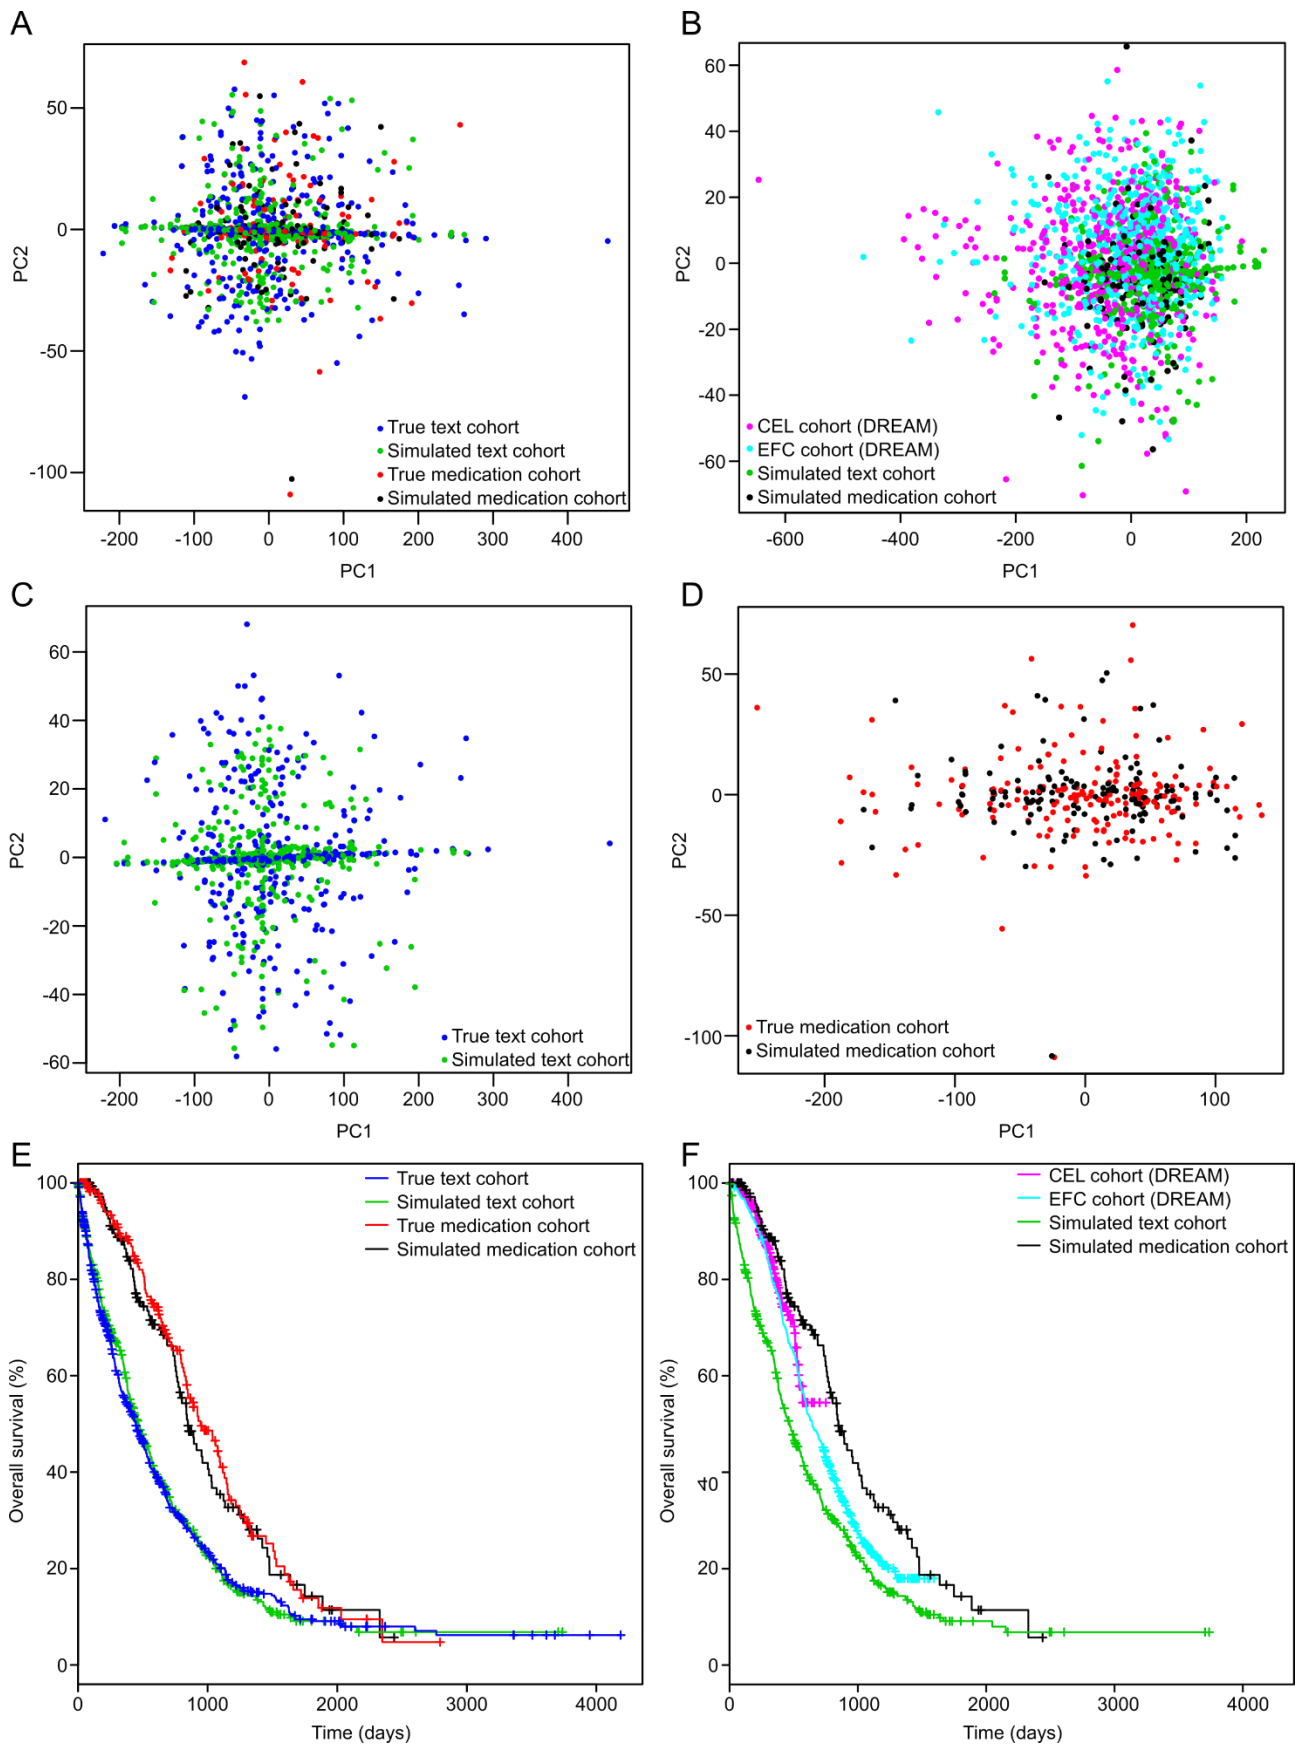 A
50
0
-50
-100
PC2
-200
-100
0
100
200
300
400
PC1
True text cohort
Simulated text cohort
True medication cohort
Simulated medication cohort
B
60
40
20
0
-20
-40
-60
PC2
-600
-400
-200
0
200
PC1
CEL cohort (DREAM)
EFC cohort (DREAM)
Simulated text cohort
Simulated medication cohort
C
60
40
20
0
-20
-40
-60
PC2
-200
-100
0
100
200
300
400
PC1
True text cohort
Simulated text cohort
D
50
0
-50
-100
PC2
-200
-100
0
100
PC1
True medication cohort
Simulated medication cohort
E
100
80
60
40
20
0
Overall survival (%)
0
1000
2000
3000
4000
Time (days)
True text cohort
Simulated text cohort
True medication cohort
Simulated medication cohort
F
100
80
60
40
20
0
Overall survival (%)
0
1000
2000
3000
4000
Time (days)
CEL cohort (DREAM)
EFC cohort (DREAM)
Simulated text cohort
Simulated medication cohort